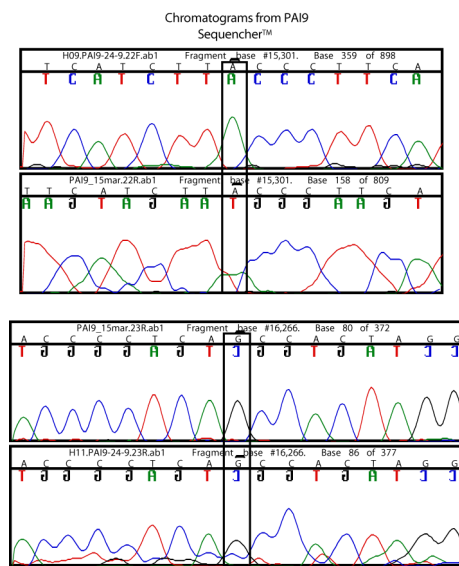 Chromatograms from PAI9
Sequencher™
H09.PAI9-24-9.22F.ab1 Fragment base #15,301. Base 359 of 898
T C A T C T T A C C C T T C A
T C A T C T T A C C C T T C A
PAI9_15mar.22R.ab1 Fragment base #15,301. Base 158 of 809
T T C A T C T T A C C C T T C A
A A G T A G A A T G G G A A G T
PAI9_15mar.23R.ab1 Fragment base #16,266. Base 80 of 372
A C C C C T C A G C C A C T A G G
T G G G G A G T C G G T G A T C C
H11.PAI9-24-9.23R.ab1 Fragment base #16,266. Base 86 of 377